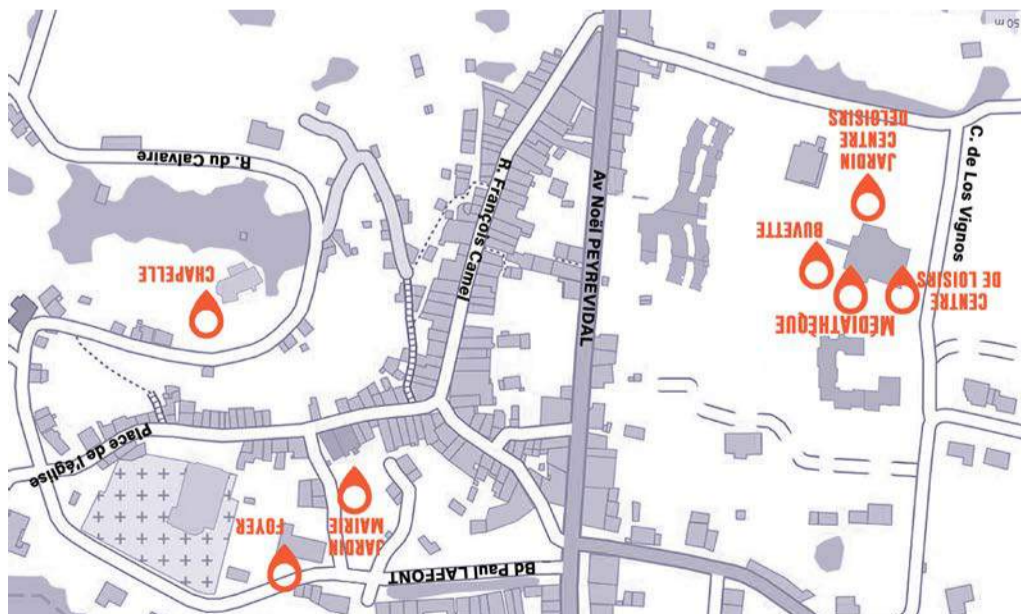 Bd Paul LAFFONT
JARDIN
MAIRIE
FOYER
Place de l'église
CENTRE
DE LOISIRS
MÉDIATHÈQUE
BUVETTE
JARDIN
CENTRE
DELOISIRS
C. de Los Vignos
Av Noël PEYREVIDAL
R. François Camel
CHAPELLE
R. du Calvaire
50 m